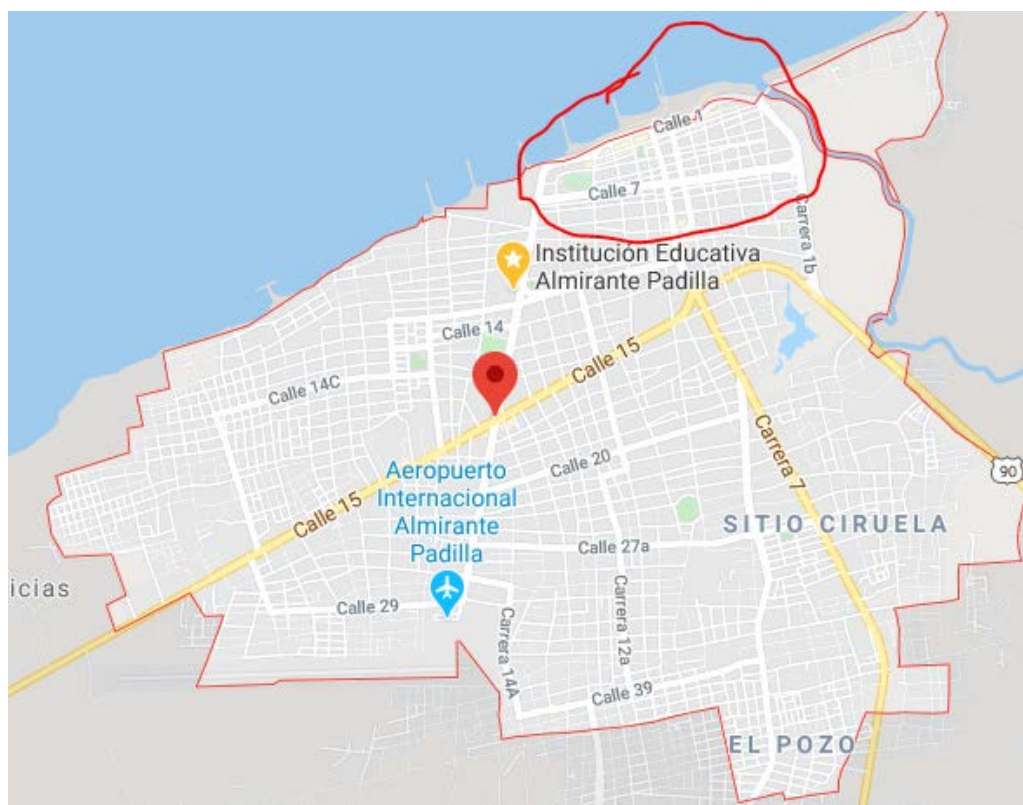 Calle 1
Calle 7
Carrera 1b
Institución Educativa
Almirante Padilla
Calle 14
Calle 15
Calle 14C
Carrera 7
Aeropuerto
Internacional
Almirante
Padilla
Calle 20
90
Calle 15
SITIO CIRUELA
Calle 27a
icias
Calle 29
Carrera 14A
Carrera 12a
Calle 39
EL POZO